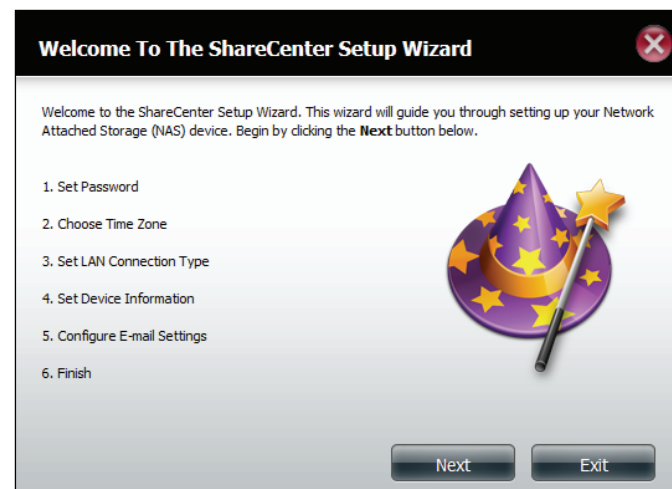 Welcome To The ShareCenter Setup Wizard
Welcome to the ShareCenter Setup Wizard. This wizard will guide you through setting up your Network
Attached Storage (NAS) device. Begin by clicking the Next button below.
1. Set Password
2. Choose Time Zone
3. Set LAN Connection Type
4. Set Device Information
5. Configure E-mail Settings
6. Finish
Next
Exit